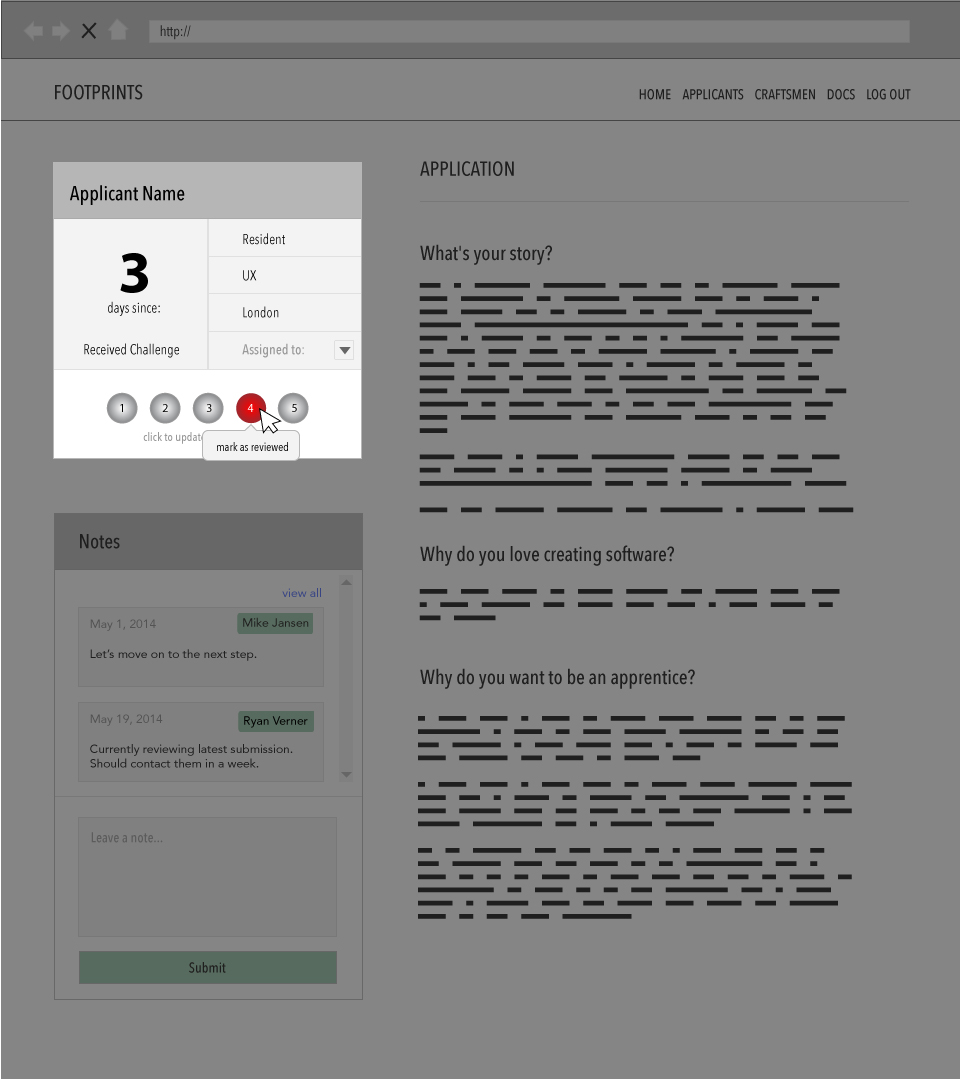 http://
FOOTPRINTS
HOME APPLICANTS CRAFTSMEN DOCS LOG OUT
Applicant Name
3
days since:
Received Challenge
Resident
UX
London
Assigned to:
1 2 3 4 5
click to update
mark as reviewed
Notes
view all
May 1, 2014 Mike Jansen
Let's move on to the next step.
May 19, 2014 Ryan Verner
Currently reviewing latest submission.
Should contact them in a week.
Leave a note...
Submit
APPLICATION
What's your story?
Why do you love creating software?
Why do you want to be an apprentice?